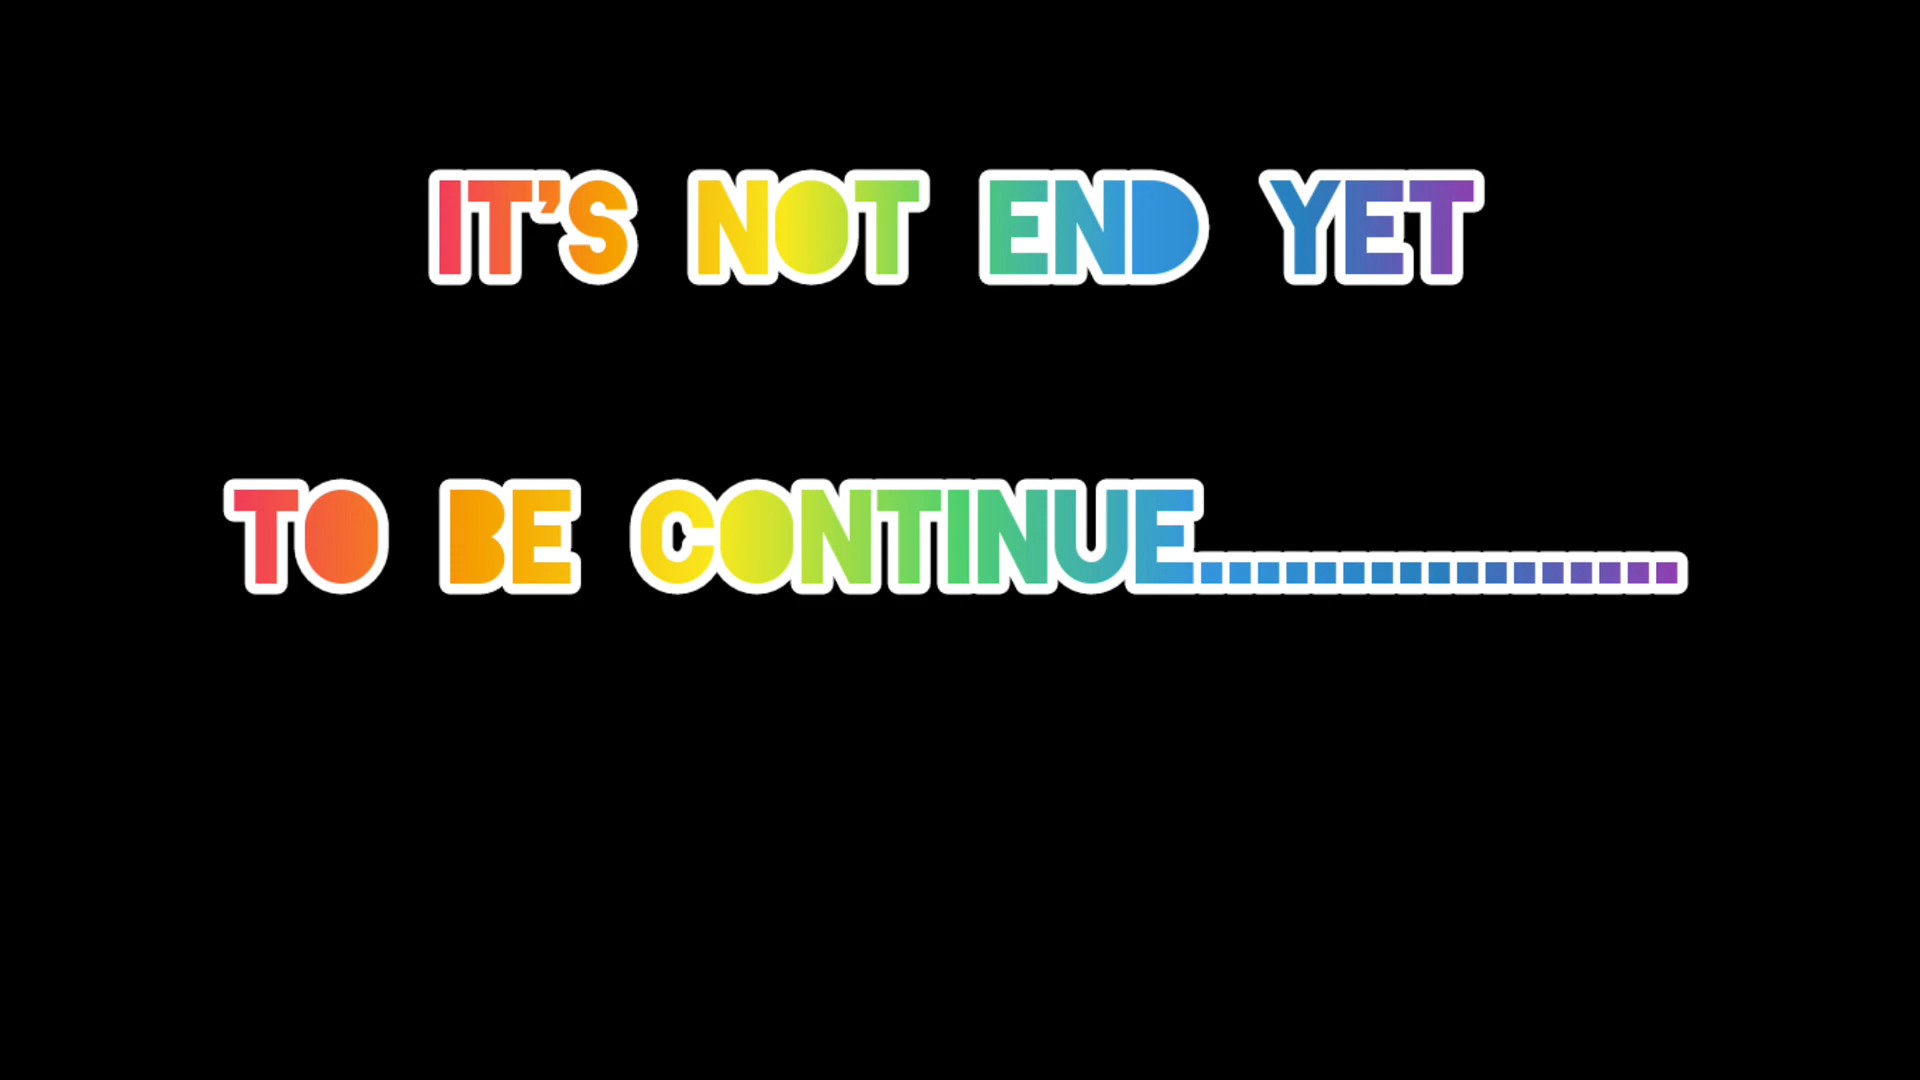 IT’S NOT END YET
TO BE CONTINUE.................